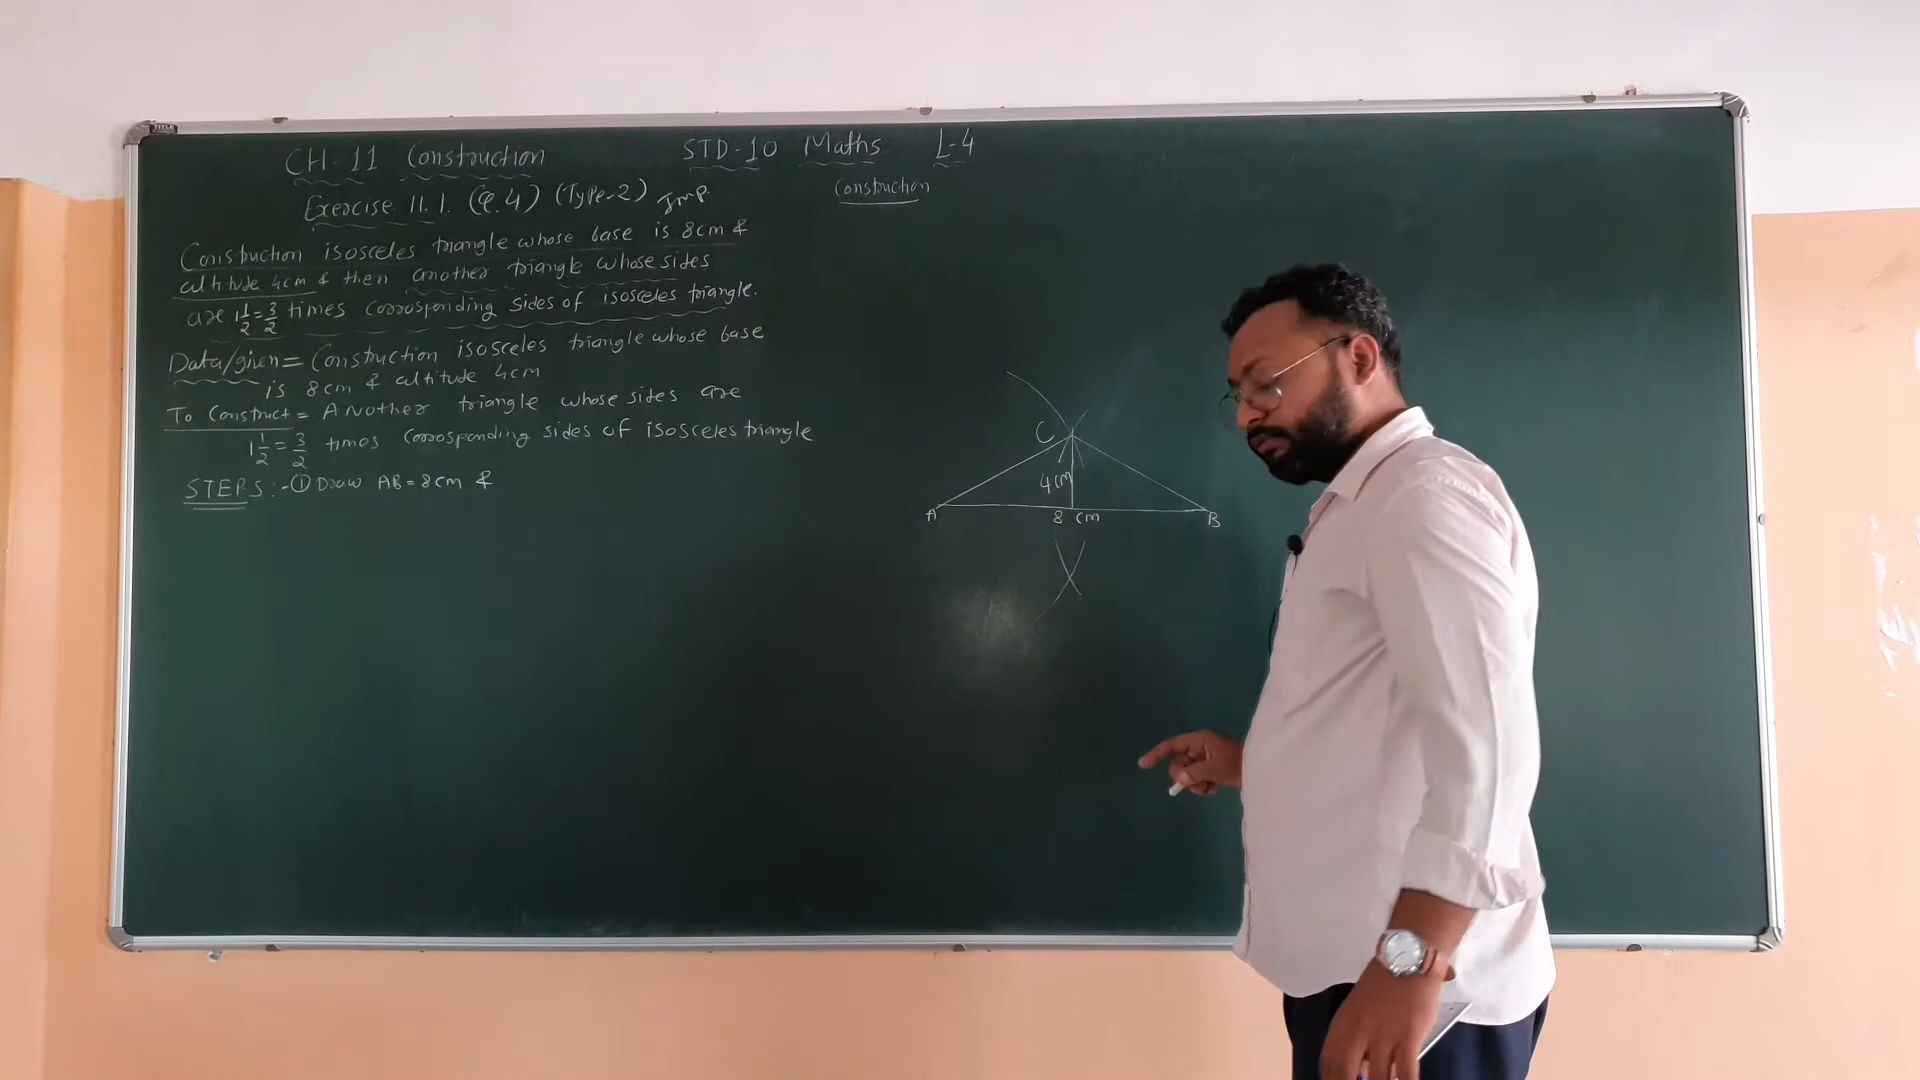 CH-11 Construction
STD-10 Maths L-4
Exercise 11.1. (Q.4) (Type-2) Imp.
Construction isosceles triangle whose base is 8cm &
altitude 4cm & then another triangle whose sides
are 1 1/2 = 3/2 times corrosponding sides of isosceles triangle.
Data/given = Construction isosceles triangle whose base
is 8cm & altitude 4cm
To Construct = Another triangle whose sides are
1 1/2 = 3/2 times corrosponding sides of isosceles triangle
STEPS :- ① Draw AB = 8cm &
Construction
C
4cm
A 8 cm B